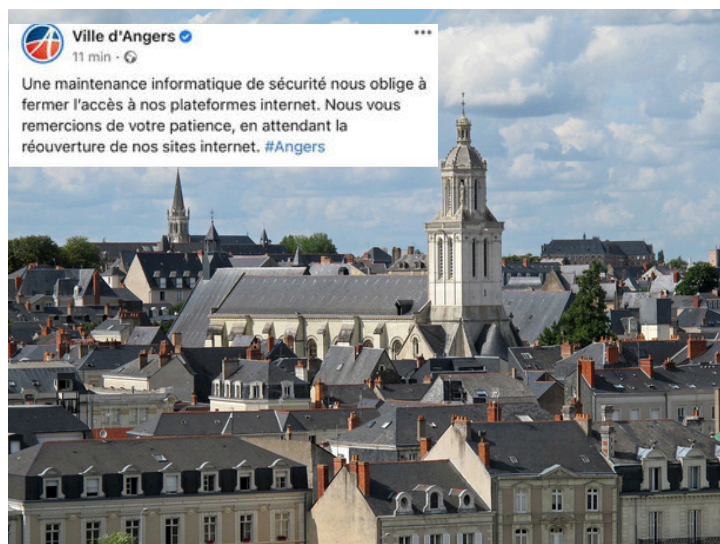 Ville d'Angers
11 min ·
Une maintenance informatique de sécurité nous oblige à
fermer l'accès à nos plateformes internet. Nous vous
remercions de votre patience, en attendant la
réouverture de nos sites internet. #Angers